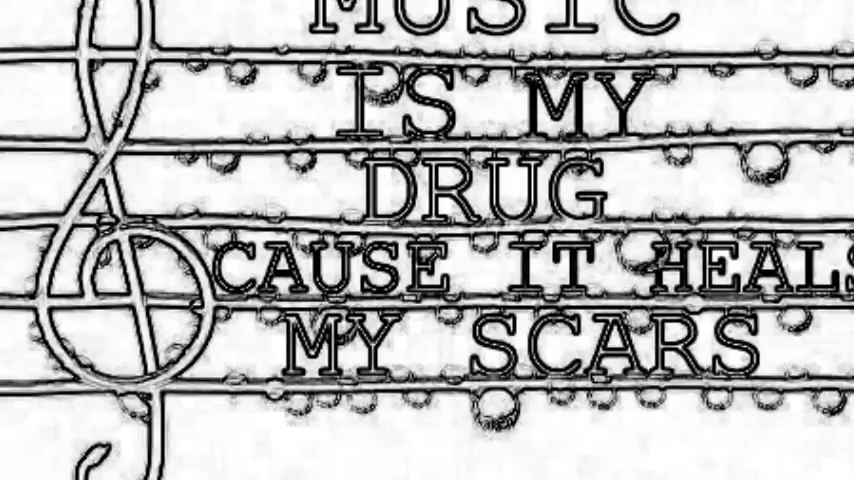 MUSIC
IS MY
DRUG
CAUSE IT HEALS
MY SCARS